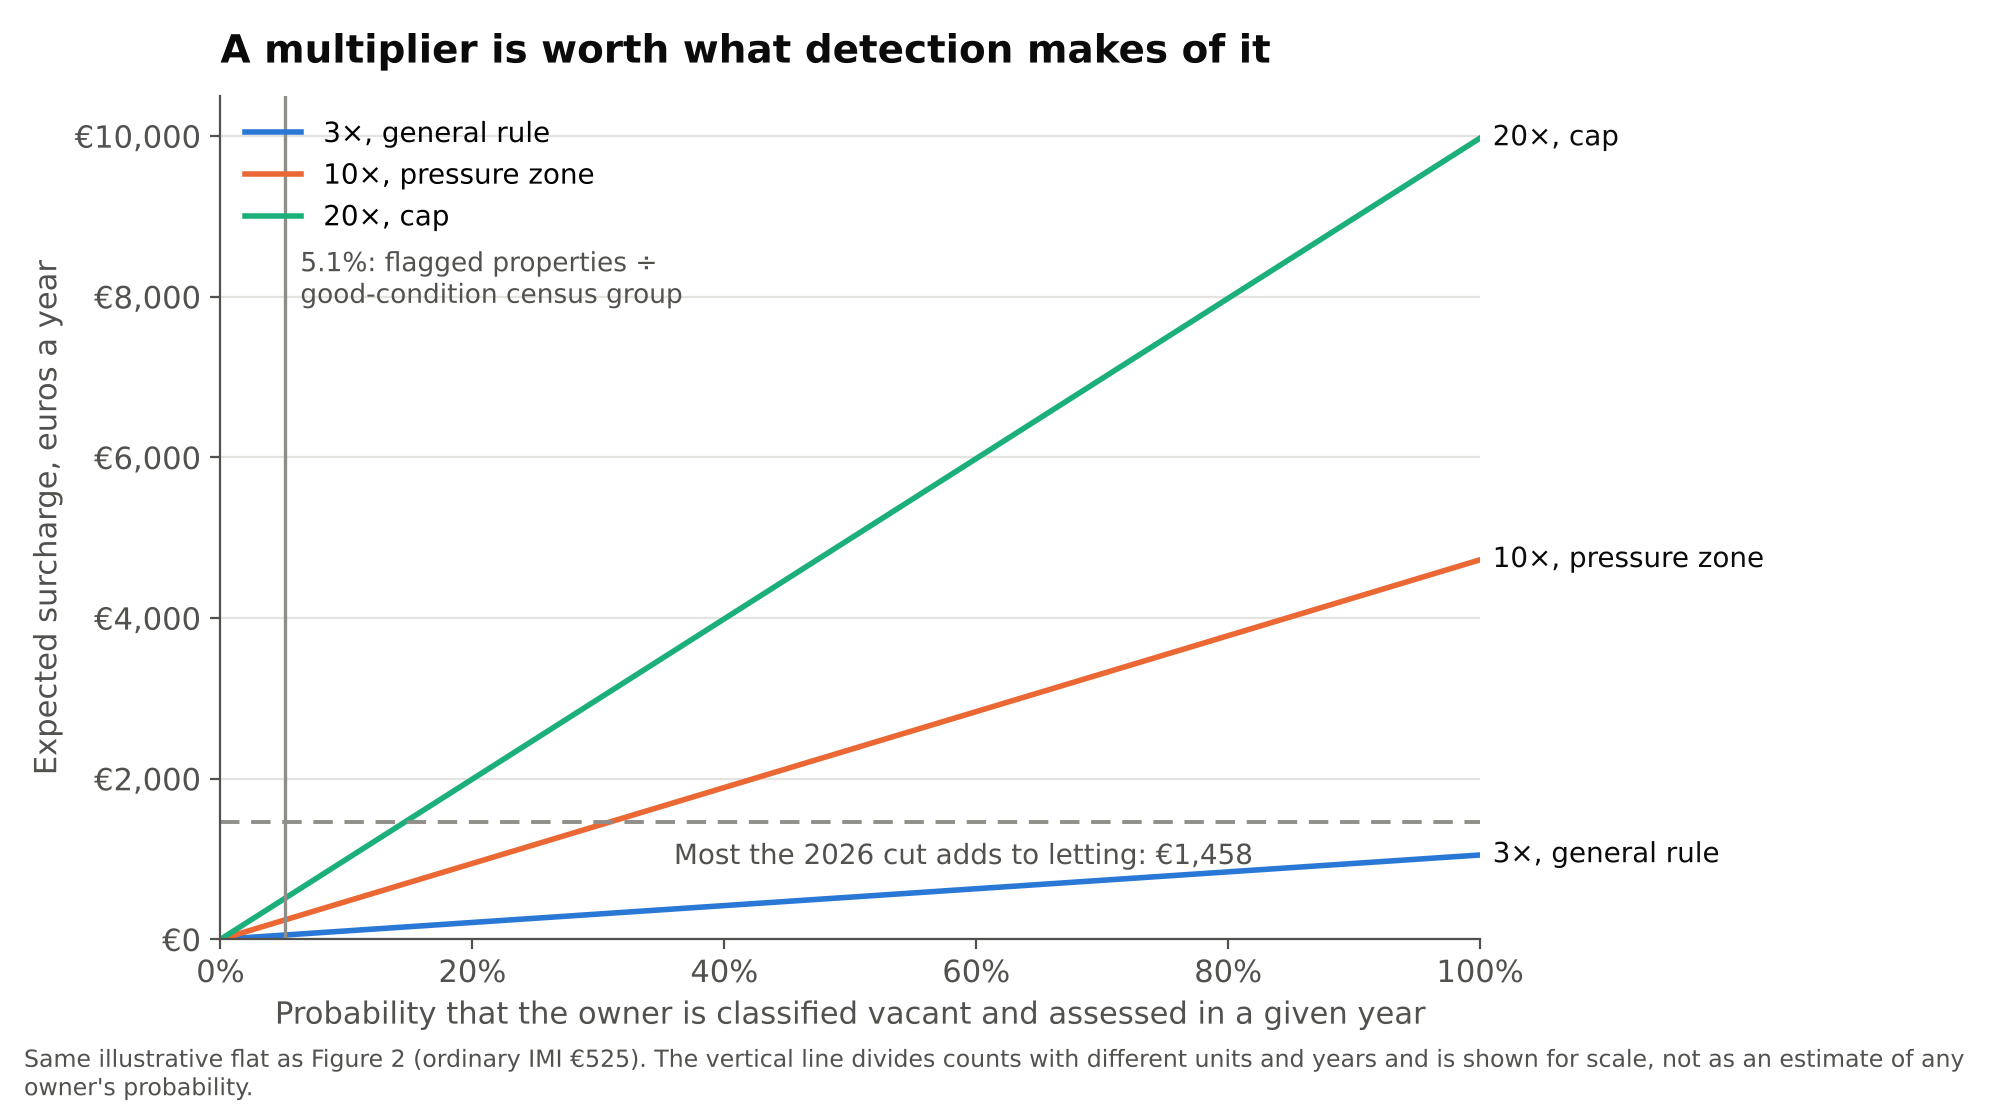 A multiplier is worth what detection makes of it
Expected surcharge, euros a year
€10,000
€8,000
€6,000
€4,000
€2,000
€0
3×, general rule
10×, pressure zone
20×, cap
5.1%: flagged properties ÷
good-condition census group
20×, cap
10×, pressure zone
Most the 2026 cut adds to letting: €1,458
3×, general rule
0%
20%
40%
60%
80%
100%
Probability that the owner is classified vacant and assessed in a given year
Same illustrative flat as Figure 2 (ordinary IMI €525). The vertical line divides counts with different units and years and is shown for scale, not as an estimate of any
owner's probability.